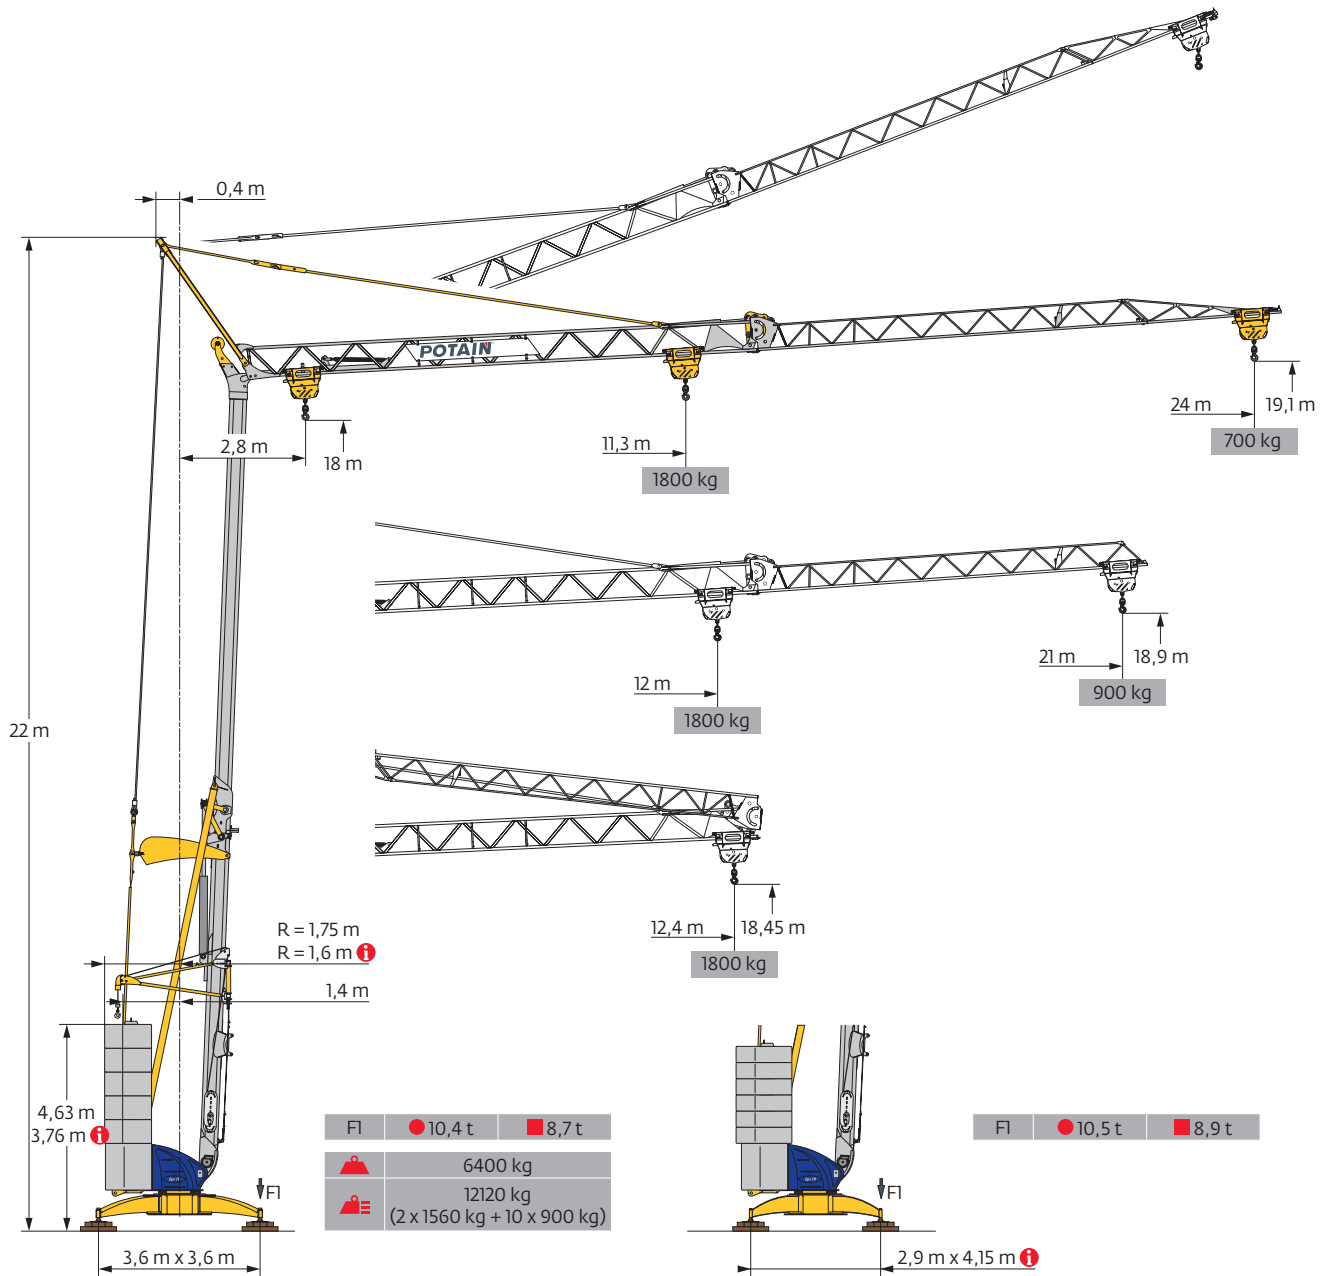 0,4 m
POTAIN
2,8 m
18 m
11,3 m
1800 kg
24 m
19,1 m
700 kg
12 m
1800 kg
21 m
18,9 m
900 kg
22 m
12,4 m
18,45 m
1800 kg
R = 1,75 m
R = 1,6 m i
1,4 m
4,63 m
3,76 m i
F1
3,6 m x 3,6 m
F1 10,4 t 8,7 t
6400 kg
12120 kg
(2 x 1560 kg + 10 x 900 kg)
F1
2,9 m x 4,15 m i
F1 10,5 t 8,9 t